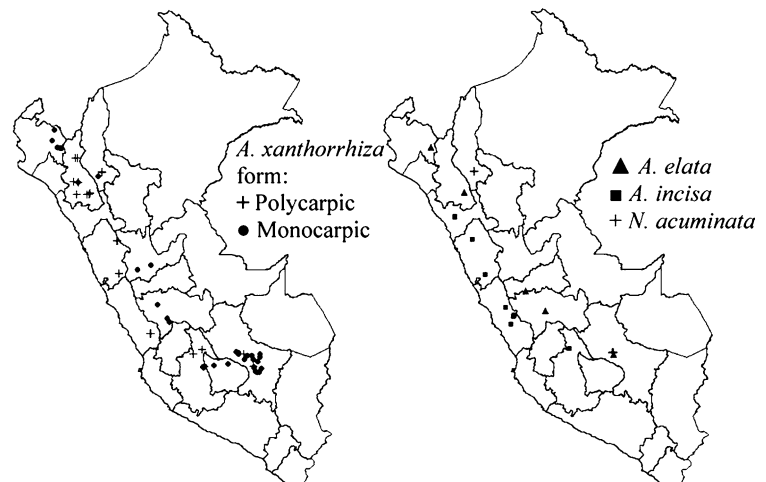 A. xanthorrhiza
form:
+ Polycarpic
● Monocarpic
▲ A. elata
■ A. incisa
+ N. acuminata